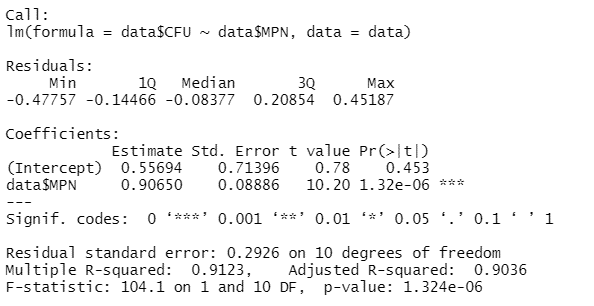 Call:
lm(formula = data$CFU ~ data$MPN, data = data)
Residuals:
Min 1Q Median 3Q Max
-0.47757 -0.14466 -0.08377 0.20854 0.45187
Coefficients:
Estimate Std. Error t value Pr(>|t|)
(Intercept) 0.55694 0.71396 0.78 0.453
data$MPN 0.90650 0.08886 10.20 1.32e-06 ***
---
Signif. codes: 0 ‘***’ 0.001 ‘**’ 0.01 ‘*’ 0.05 ‘.’ 0.1 ‘ ’ 1
Residual standard error: 0.2926 on 10 degrees of freedom
Multiple R-squared: 0.9123, Adjusted R-squared: 0.9036
F-statistic: 104.1 on 1 and 10 DF, p-value: 1.324e-06